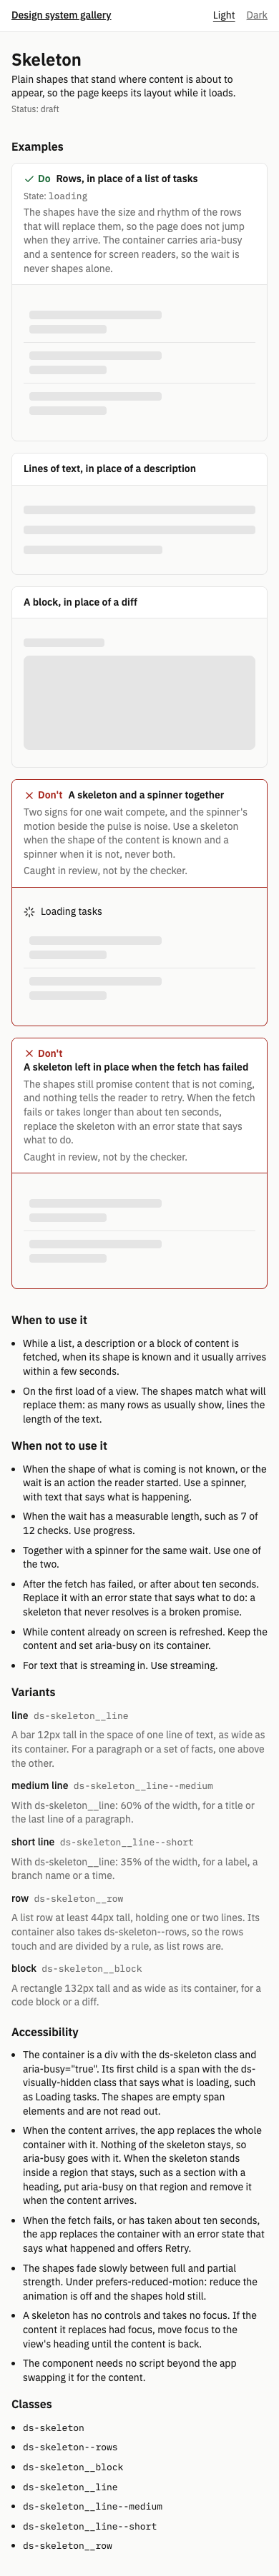 Design system gallery Light Dark
Skeleton
Plain shapes that stand where content is about to
appear, so the page keeps its layout while it loads.
Status: draft
Examples
Do Rows, in place of a list of tasks
State: loading
The shapes have the size and rhythm of the rows
that will replace them, so the page does not jump
when they arrive. The container carries aria-busy
and a sentence for screen readers, so the wait is
never shapes alone.
Lines of text, in place of a description
A block, in place of a diff
Don't A skeleton and a spinner together
Two signs for one wait compete, and the spinner's
motion beside the pulse is noise. Use a skeleton
when the shape of the content is known and a
spinner when it is not, never both.
Caught in review, not by the checker.
Loading tasks
Don't
A skeleton left in place when the fetch has failed
The shapes still promise content that is not coming,
and nothing tells the reader to retry. When the fetch
fails or takes longer than about ten seconds,
replace the skeleton with an error state that says
what to do.
Caught in review, not by the checker.
When to use it
• While a list, a description or a block of content is
fetched, when its shape is known and it usually arrives
within a few seconds.
• On the first load of a view. The shapes match what will
replace them: as many rows as usually show, lines the
length of the text.
When not to use it
• When the shape of what is coming is not known, or the
wait is an action the reader started. Use a spinner,
with text that says what is happening.
• When the wait has a measurable length, such as 7 of
12 checks. Use progress.
• Together with a spinner for the same wait. Use one of
the two.
• After the fetch has failed, or after about ten seconds.
Replace it with an error state that says what to do: a
skeleton that never resolves is a broken promise.
• While content already on screen is refreshed. Keep the
content and set aria-busy on its container.
• For text that is streaming in. Use streaming.
Variants
line ds-skeleton__line
A bar 12px tall in the space of one line of text, as wide as
its container. For a paragraph or a set of facts, one above
the other.
medium line ds-skeleton__line--medium
With ds-skeleton__line: 60% of the width, for a title or
the last line of a paragraph.
short line ds-skeleton__line--short
With ds-skeleton__line: 35% of the width, for a label, a
branch name or a time.
row ds-skeleton__row
A list row at least 44px tall, holding one or two lines. Its
container also takes ds-skeleton--rows, so the rows
touch and are divided by a rule, as list rows are.
block ds-skeleton__block
A rectangle 132px tall and as wide as its container, for a
code block or a diff.
Accessibility
• The container is a div with the ds-skeleton class and
aria-busy="true". Its first child is a span with the ds-
visually-hidden class that says what is loading, such
as Loading tasks. The shapes are empty span
elements and are not read out.
• When the content arrives, the app replaces the whole
container with it. Nothing of the skeleton stays, so
aria-busy goes with it. When the skeleton stands
inside a region that stays, such as a section with a
heading, put aria-busy on that region and remove it
when the content arrives.
• When the fetch fails, or has taken about ten seconds,
the app replaces the container with an error state that
says what happened and offers Retry.
• The shapes fade slowly between full and partial
strength. Under prefers-reduced-motion: reduce the
animation is off and the shapes hold still.
• A skeleton has no controls and takes no focus. If the
content it replaced had focus, move focus to the
view's heading until the content is back.
• The component needs no script beyond the app
swapping it for the content.
Classes
• ds-skeleton
• ds-skeleton--rows
• ds-skeleton__block
• ds-skeleton__line
• ds-skeleton__line--medium
• ds-skeleton__line--short
• ds-skeleton__row